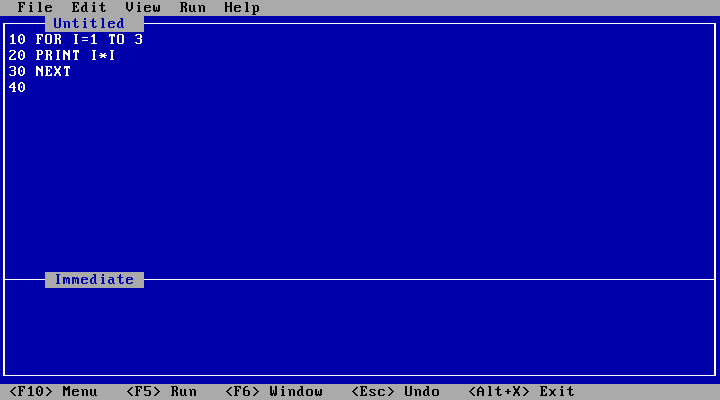 File Edit View Run Help
Untitled
10 FOR I=1 TO 3
20 PRINT I*I
30 NEXT
40
Immediate
<F10> Menu <F5> Run <F6> Window <Esc> Undo <Alt+X> Exit